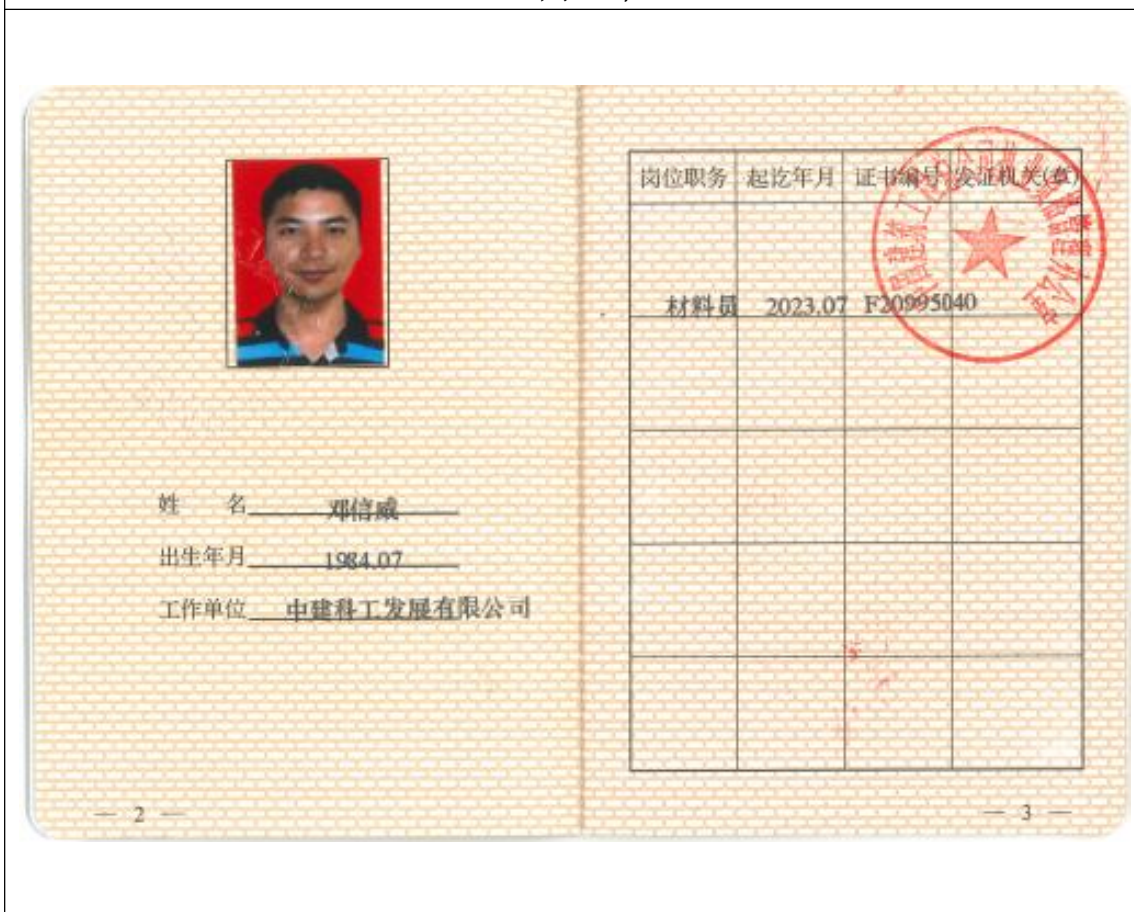 姓 名 邓信威
出生年月 1984.07
工作单位 中建科工发展有限公司
— 2 —
岗位职务 起讫年月 证书编号 发证机关(章)
材料员 2023.07 F20995040
— 3 —